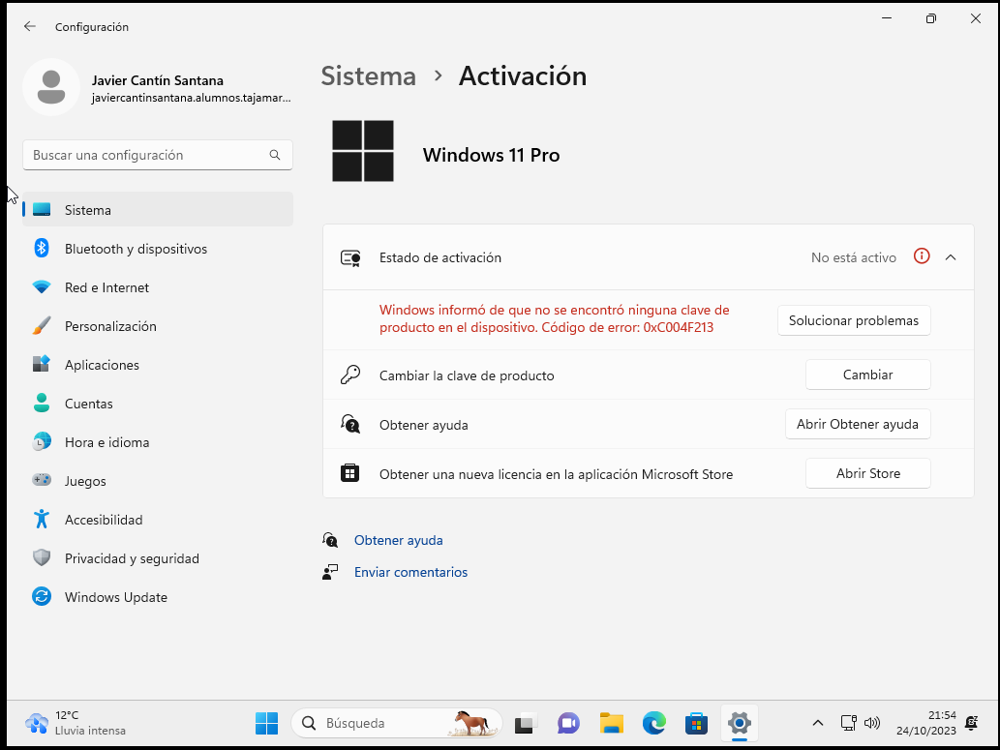 Configuración
Javier Cantín Santana
javiercantinsantana.alumnos.tajamar...
Buscar una configuración
Sistema
Bluetooth y dispositivos
Red e Internet
Personalización
Aplicaciones
Cuentas
Hora e idioma
Juegos
Accesibilidad
Privacidad y seguridad
Windows Update
Sistema > Activación
Windows 11 Pro
Estado de activación
No está activo
Windows informó de que no se encontró ninguna clave de
producto en el dispositivo. Código de error: 0xC004F213
Solucionar problemas
Cambiar la clave de producto
Cambiar
Obtener ayuda
Abrir Obtener ayuda
Obtener una nueva licencia en la aplicación Microsoft Store
Abrir Store
Obtener ayuda
Enviar comentarios
12°C
Lluvia intensa
Búsqueda
21:54
24/10/2023